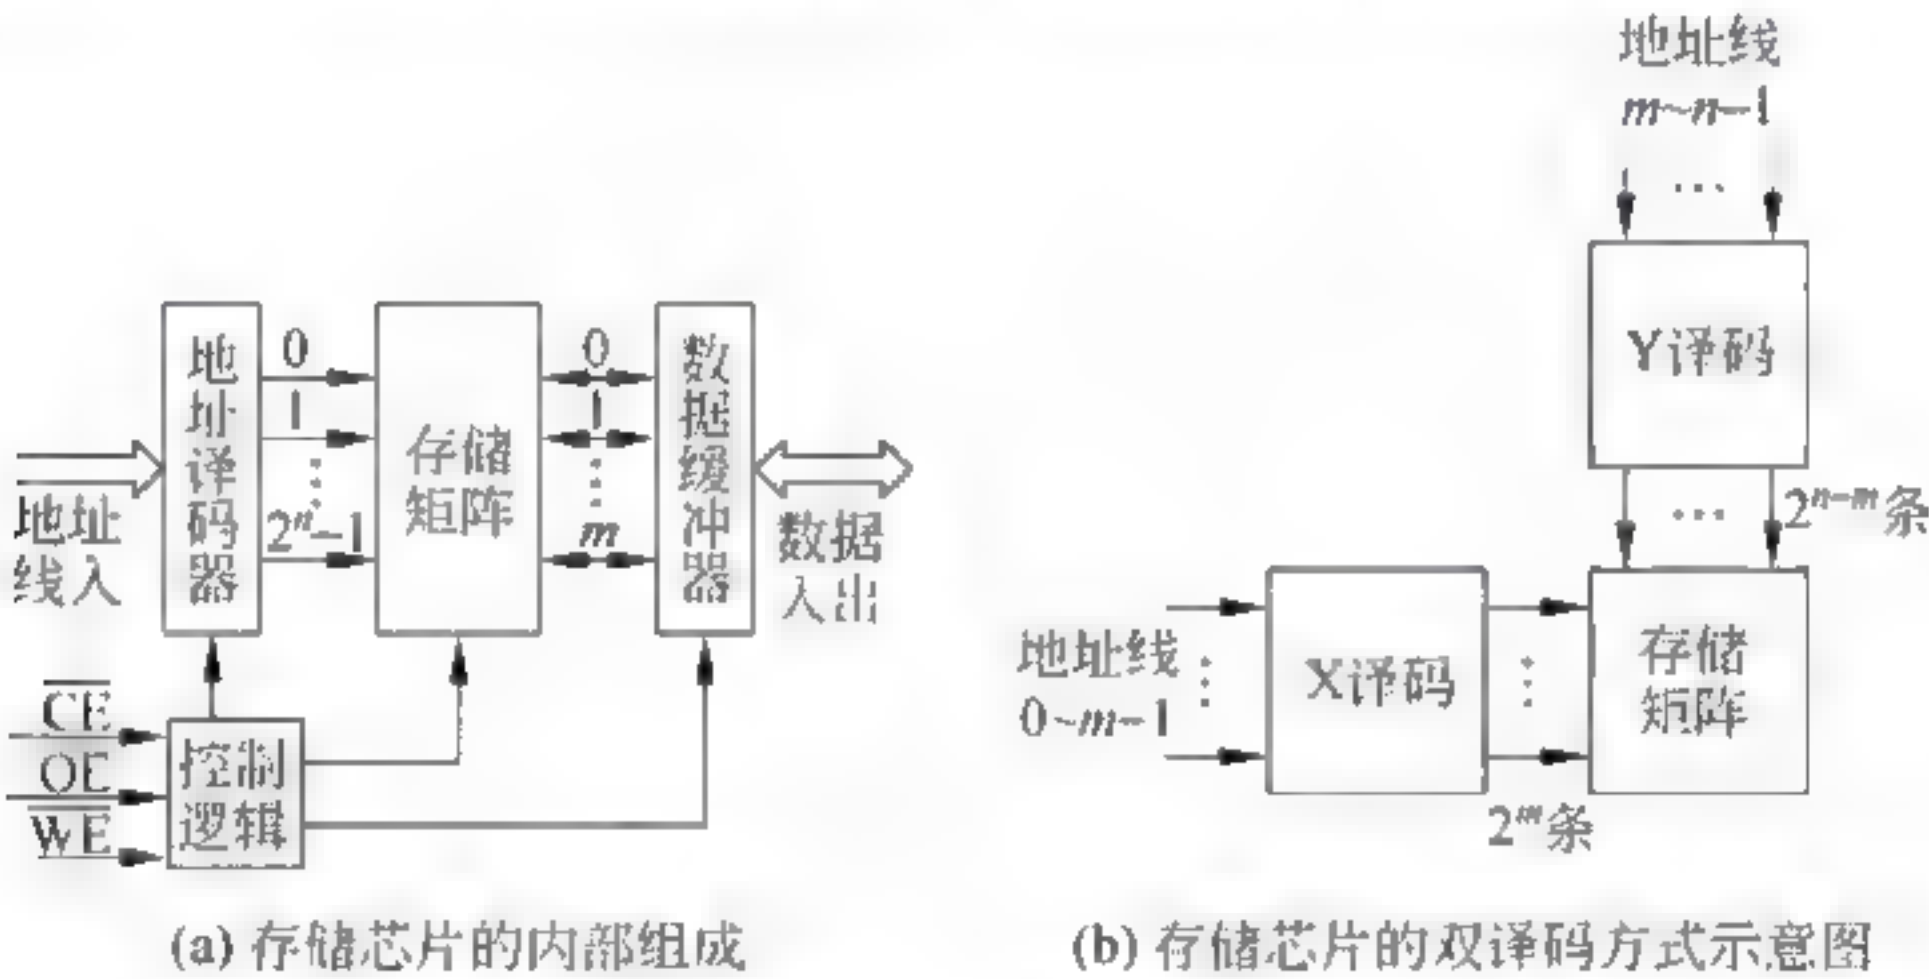 地址线
m~n-1
…
Y译码
…
2ⁿ⁻ᵐ条
地址译码器
0
1
⋮
2ⁿ-1
存储
矩阵
0
1
⋮
m
数据缓冲器
地址
线入
数据
入出
C̅E̅
OE
W̅E̅
控制
逻辑
地址线
0~m-1
⋮
X译码
⋮
2ᵐ条
存储
矩阵
(a) 存储芯片的内部组成
(b) 存储芯片的双译码方式示意图